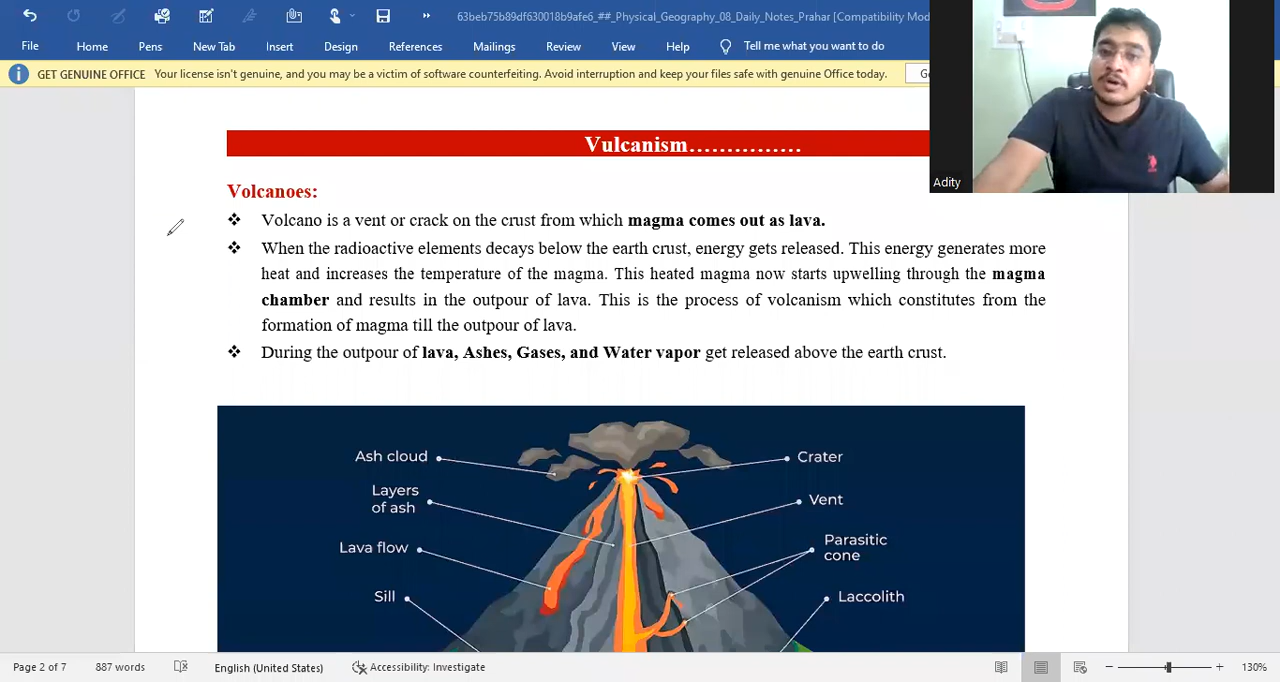 63beb75b89df630018b9afe6_##_Physical_Geography_08_Daily_Notes_Prahar [Compatibility Mod
File Home Pens New Tab Insert Design References Mailings Review View Help Tell me what you want to do
GET GENUINE OFFICE Your license isn't genuine, and you may be a victim of software counterfeiting. Avoid interruption and keep your files safe with genuine Office today.
Adity
Vulcanism……………
Volcanoes:
❖ Volcano is a vent or crack on the crust from which magma comes out as lava.
❖ When the radioactive elements decays below the earth crust, energy gets released. This energy generates more
heat and increases the temperature of the magma. This heated magma now starts upwelling through the magma
chamber and results in the outpour of lava. This is the process of volcanism which constitutes from the
formation of magma till the outpour of lava.
❖ During the outpour of lava, Ashes, Gases, and Water vapor get released above the earth crust.
Ash cloud
Crater
Layers
of ash
Vent
Lava flow
Parasitic
cone
Sill
Laccolith
Page 2 of 7 887 words English (United States) Accessibility: Investigate 130%